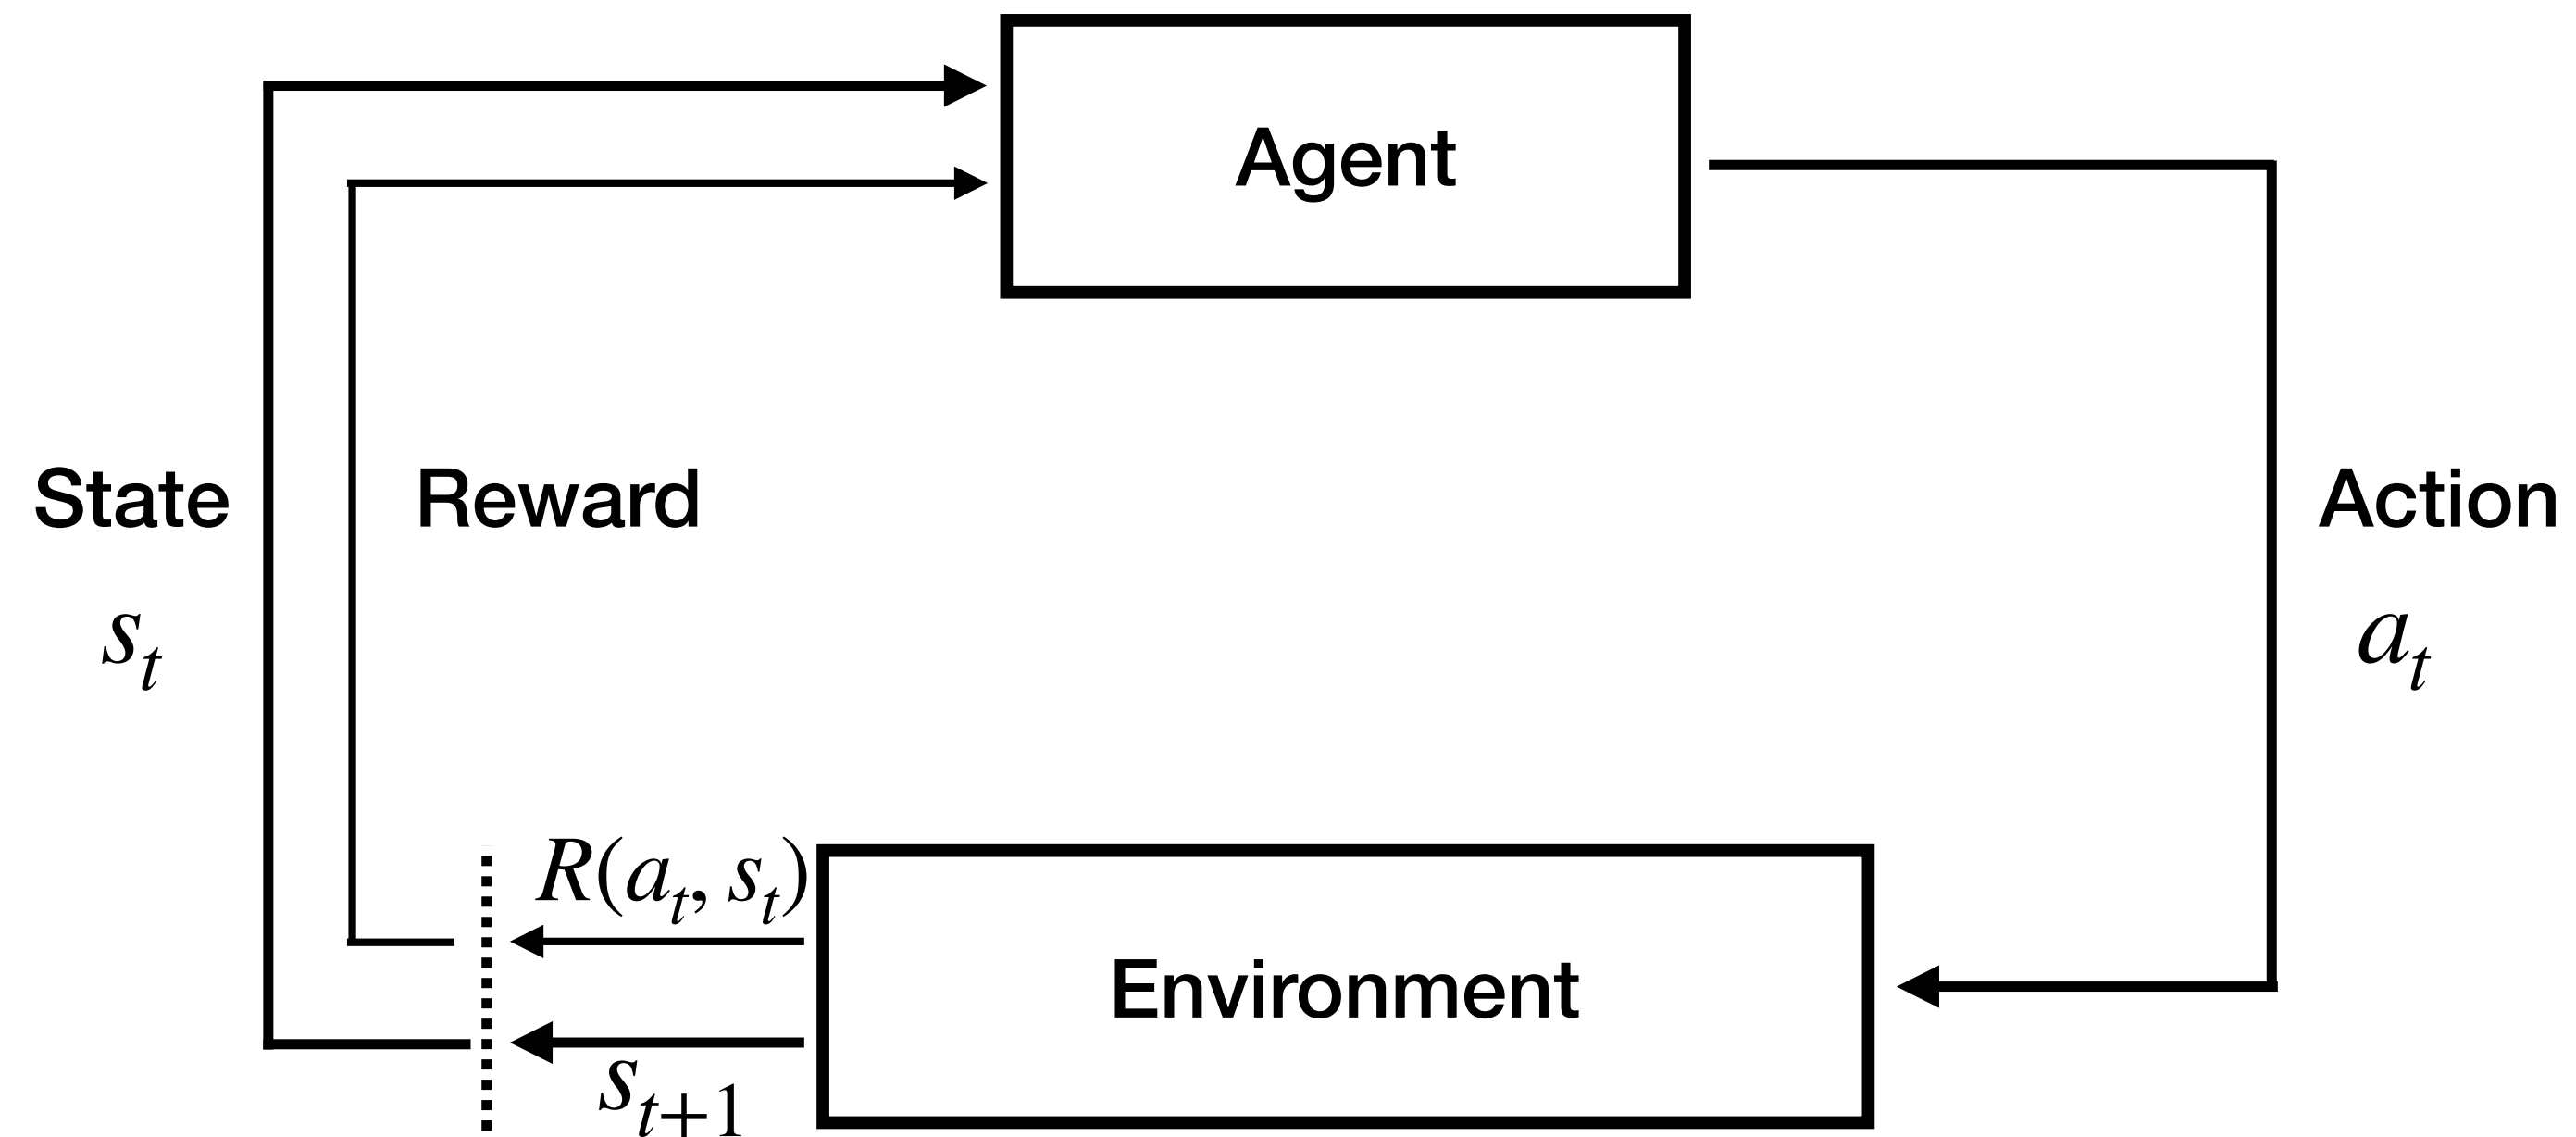 Agent
State
Reward
Action
s_t
a_t
R(a_t, s_t)
Environment
s_{t+1}